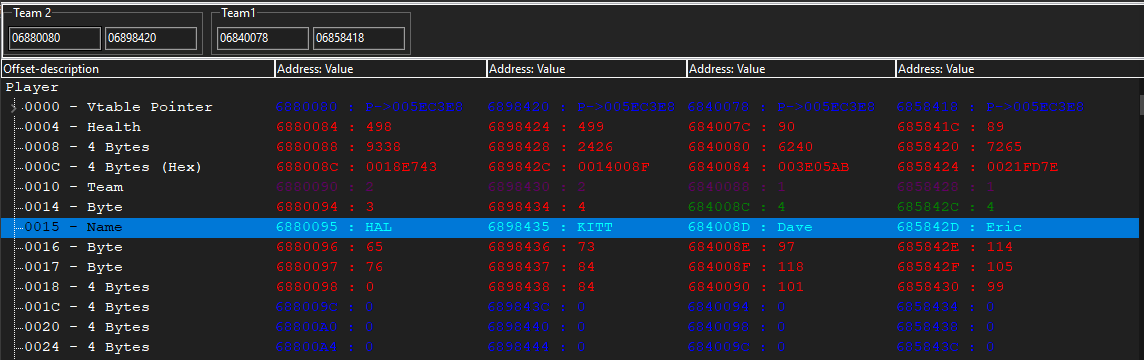 Team 2 Team1
06880080 06898420 06840078 06858418
Offset-description Address: Value Address: Value Address: Value Address: Value
Player
0000 - Vtable Pointer 6880080 : 6898420 : 6840078 : 6858418 :
0004 - Health 6880084 : 498 6898424 : 499 684007C : 90 685841C : 89
0008 - 4 Bytes 6880088 : 9338 6898428 : 2426 6840080 : 6240 6858420 : 7265
000C - 4 Bytes (Hex) 688008C : 0018E743 689842C : 0014008F 6840084 : 003E05AB 6858424 : 0021FD7E
0010 - Team 6880090 : 2 6898430 : 2 6840088 : 1 6858428 : 1
0014 - Byte 6880094 : 3 6898434 : 4 684008C : 4 685842C : 4
0015 - Name 6880095 : HAL 6898435 : KITT 684008D : Dave 685842D : Eric
0016 - Byte 6880096 : 65 6898436 : 73 684008E : 97 685842E : 114
0017 - Byte 6880097 : 76 6898437 : 84 684008F : 118 685842F : 105
0018 - 4 Bytes 6880098 : 0 6898438 : 84 6840090 : 101 6858430 : 99
001C - 4 Bytes 688009C : 0 689843C : 0 6840094 : 0 6858434 : 0
0020 - 4 Bytes 68800A0 : 0 6898440 : 0 6840098 : 0 6858438 : 0
0024 - 4 Bytes 68800A4 : 0 6898444 : 0 684009C : 0 685843C : 0